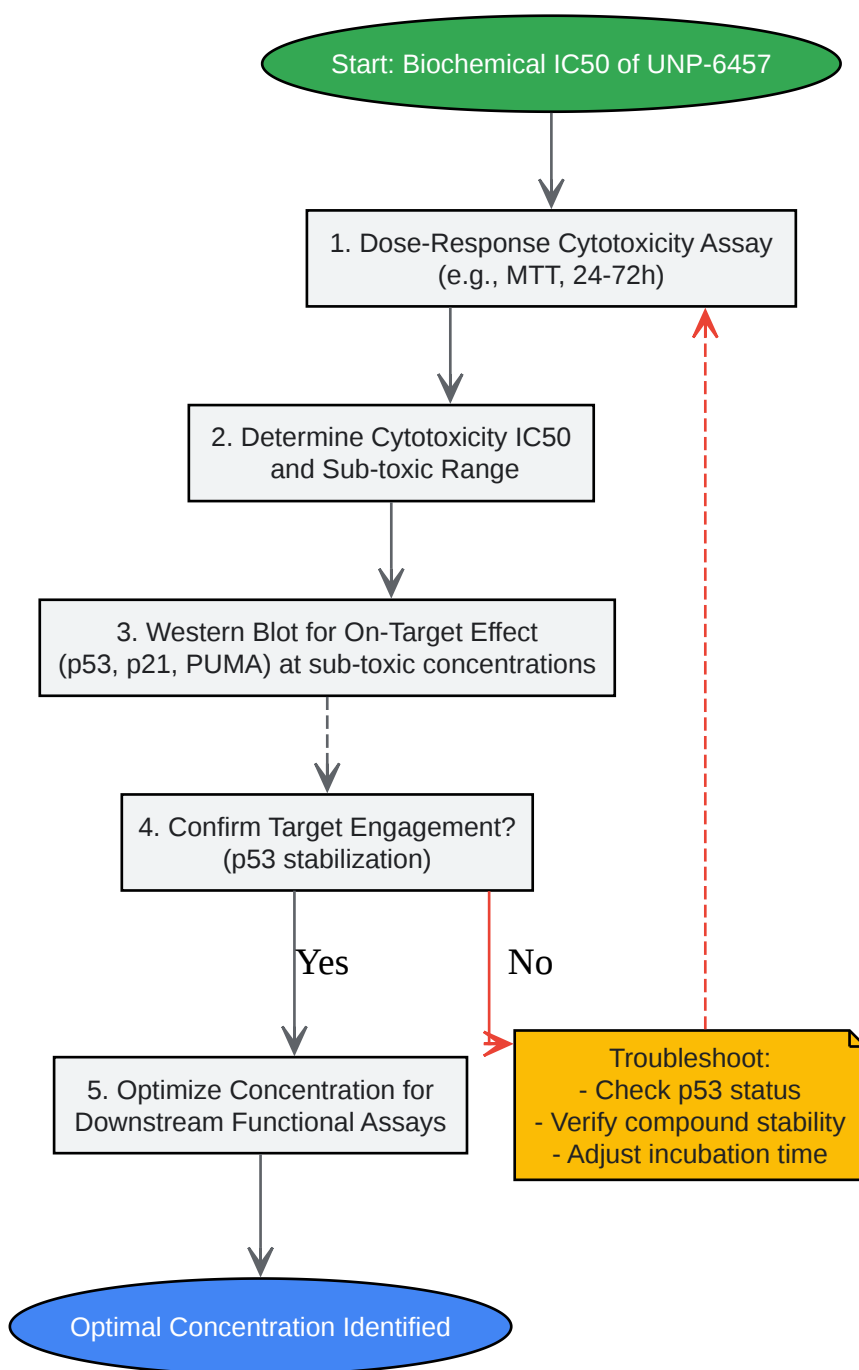 Start: Biochemical IC50 of UNP-6457
1. Dose-Response Cytotoxicity Assay
(e.g., MTT, 24-72h)
2. Determine Cytotoxicity IC50
and Sub-toxic Range
3. Western Blot for On-Target Effect
(p53, p21, PUMA) at sub-toxic concentrations
4. Confirm Target Engagement?
(p53 stabilization)
Yes
No
Troubleshoot:
- Check p53 status
- Verify compound stability
- Adjust incubation time
5. Optimize Concentration for
Downstream Functional Assays
Optimal Concentration Identified